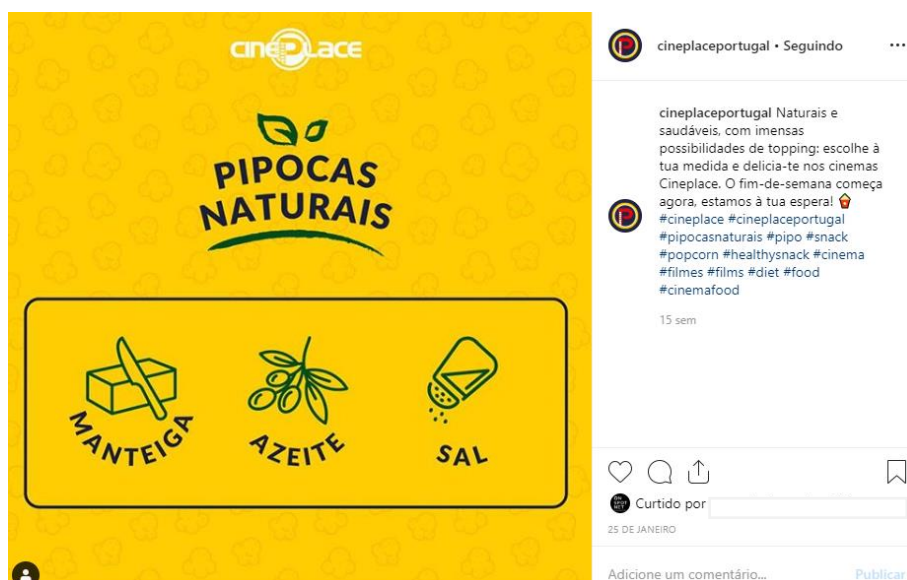 cinePlace
PIPOCAS
NATURAIS
MANTEIGA
AZEITE
SAL
cineplaceportugal • Seguindo
cineplaceportugal Naturais e
saudáveis, com imensas
possibilidades de topping: escolhe à
tua medida e delicia-te nos cinemas
Cineplace. O fim-de-semana começa
agora, estamos à tua espera!
#cineplace #cineplaceportugal
#pipocasnaturais #pipo #snack
#popcorn #healthysnack #cinema
#filmes #films #diet #food
#cinemafood
15 sem
Curtido por
25 DE JANEIRO
Adicione um comentário... Publicar